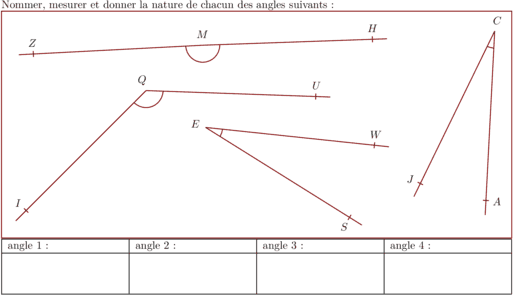 Nommer, mesurer et donner la nature de chacun des angles suivants :
C
H
M
Z
Q
U
E
W
J
I
A
S
angle 1 : angle 2 : angle 3 : angle 4 :